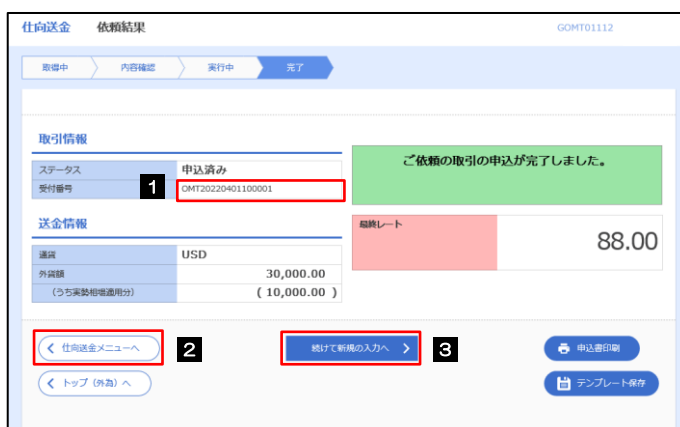 仕向送金 依頼結果 GOMT01112
取得中 内容確認 実行中 完了
取引情報
ステータス 申込済み
受付番号 1 OMT20220401100001
ご依頼の取引の申込が完了しました。
送金情報
通貨 USD
外貨額 30,000.00
(うち実勢相場適用分) ( 10,000.00 )
最終レート 88.00
仕向送金メニューへ 2 続けて新規の入力へ 3 申込書印刷
トップ(外為)へ テンプレート保存